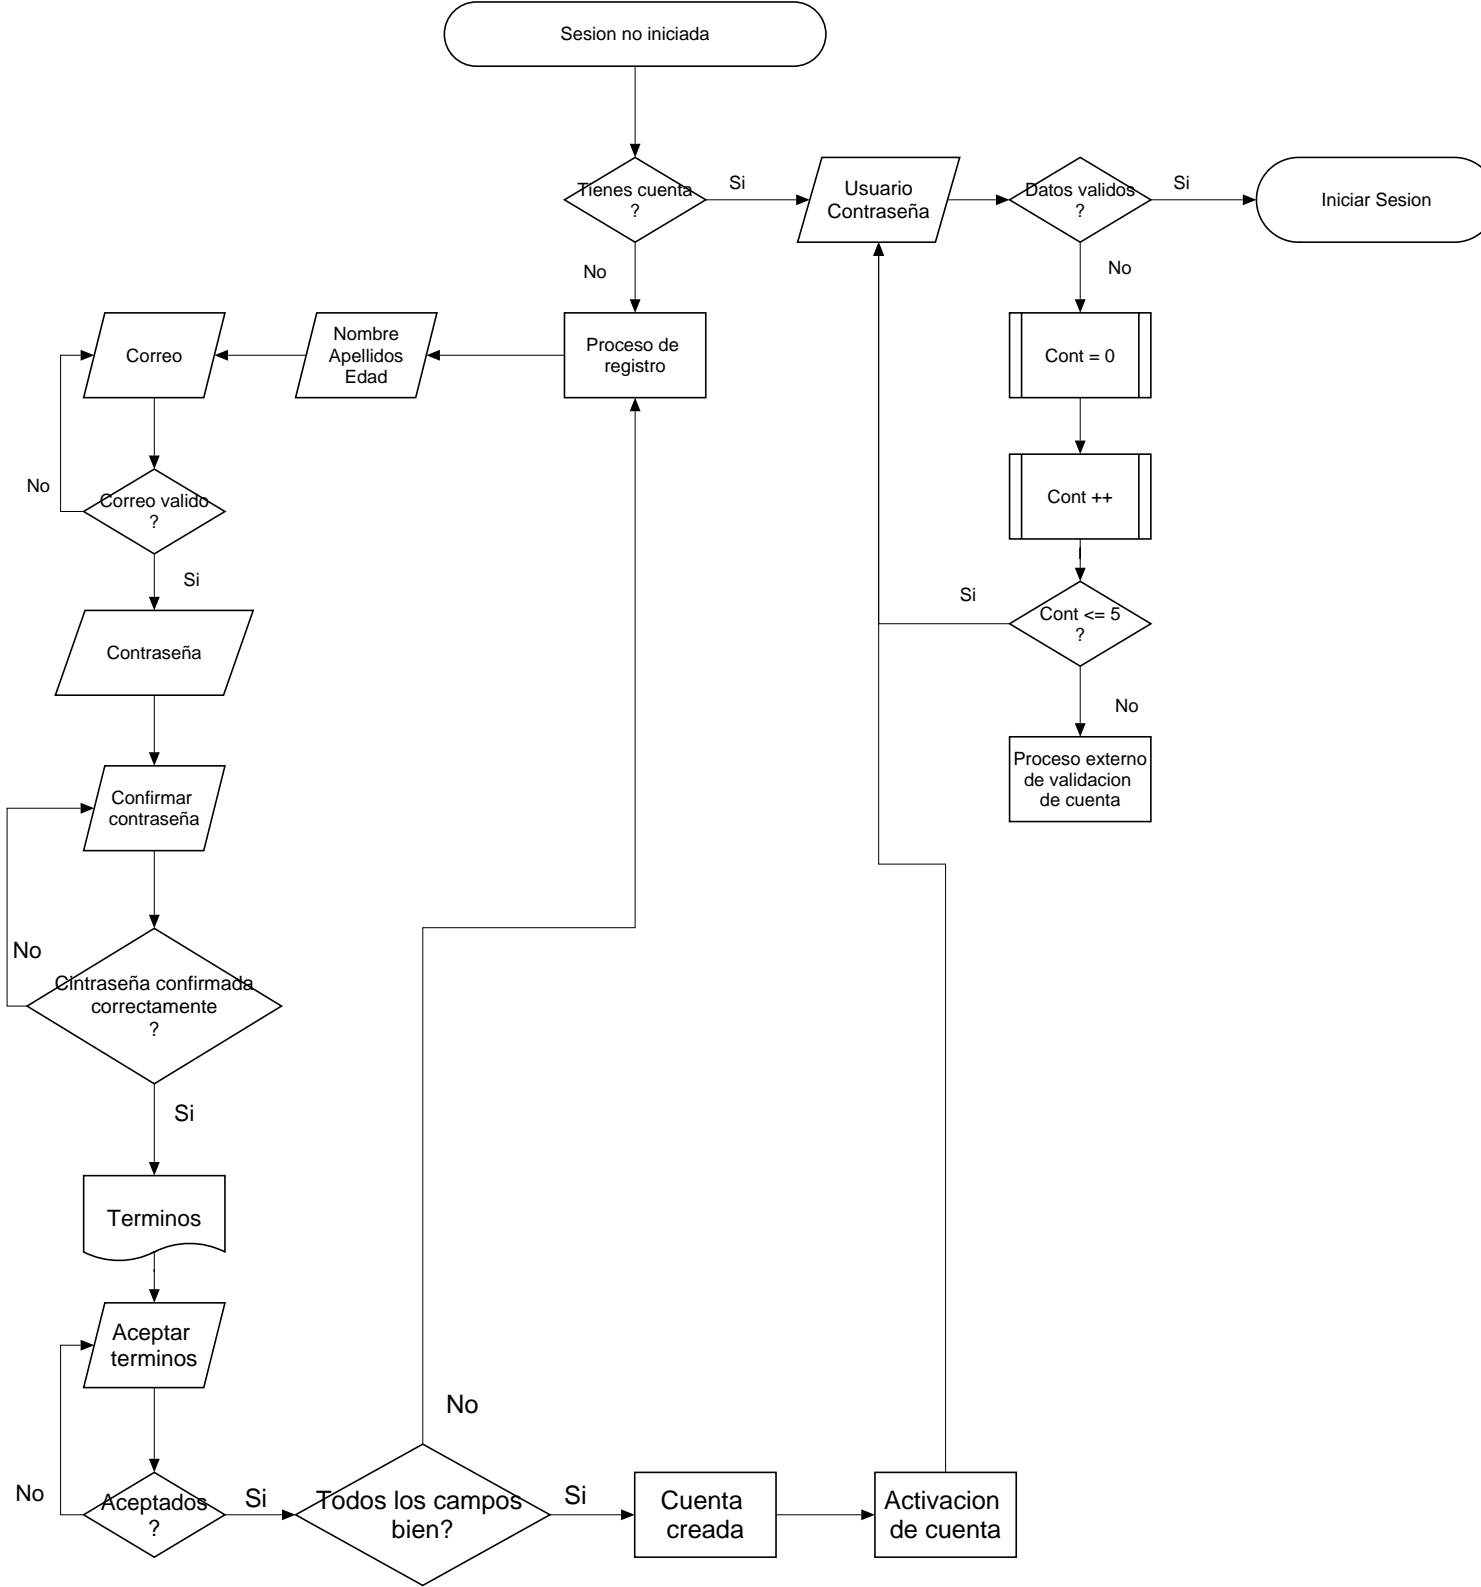 Sesion no iniciada
Tienes cuenta
?
Si
Usuario
Contraseña
Datos validos
?
Si
Iniciar Sesion
No
No
Proceso de
registro
Nombre
Apellidos
Edad
Correo
Cont = 0
No
Correo valido
?
Cont ++
Si
Si
Cont <= 5
?
Contraseña
No
Proceso externo
de validacion
de cuenta
Confirmar
contraseña
No
Cintraseña confirmada
correctamente
?
Si
Terminos
Aceptar
terminos
No
No
Aceptados
?
Si
Todos los campos
bien?
Si
Cuenta
creada
Activacion
de cuenta